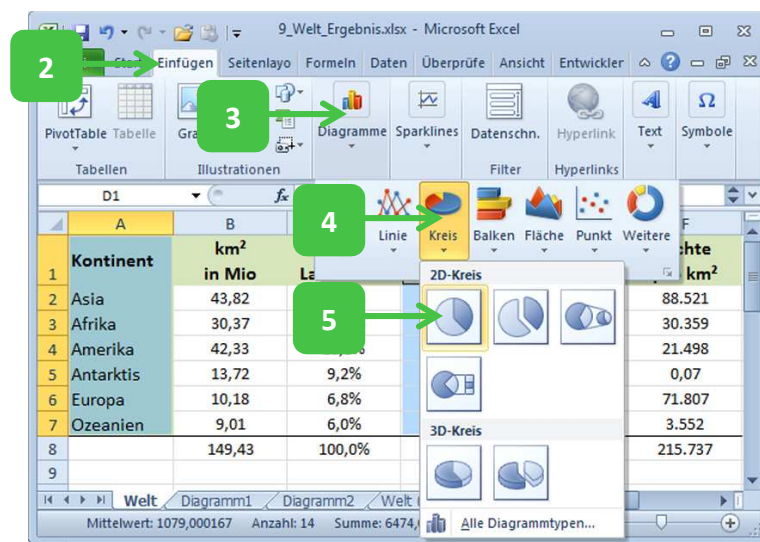 9_Welt_Ergebnis.xlsx - Microsoft Excel
2
Start Einfügen Seitenlayo Formeln Daten Überprüfe Ansicht Entwickler
3
PivotTable Tabelle Diagramme Sparklines Datenschn. Hyperlink Text Symbole
Tabellen Illustrationen Filter Hyperlinks
D1 fx
4
Linie Kreis Balken Fläche Punkt Weitere
A B F
1 Kontinent km² in Mio
km²
2D-Kreis
2 Asia 43,82 88.521
5
3 Afrika 30,37 30.359
4 Amerika 42,33 21.498
5 Antarktis 13,72 9,2% 0,07
6 Europa 10,18 6,8% 71.807
7 Ozeanien 9,01 6,0% 3.552
3D-Kreis
8 149,43 100,0% 215.737
9
Welt Diagramm1 Diagramm2 Welt
Alle Diagrammtypen...
Mittelwert: 1079,000167 Anzahl: 14 Summe: 6474,